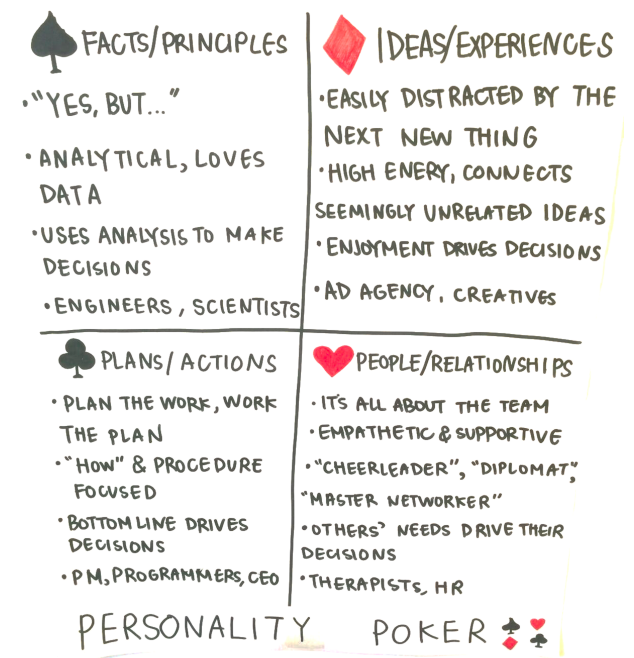 FACTS/PRINCIPLES
• "YES, BUT..."
• ANALYTICAL, LOVES
DATA
• USES ANALYSIS TO MAKE
DECISIONS
• ENGINEERS, SCIENTISTS
IDEAS/EXPERIENCES
• EASILY DISTRACTED BY THE
NEXT NEW THING
• HIGH ENERY, CONNECTS
SEEMINGLY UNRELATED IDEAS
• ENJOYMENT DRIVES DECISIONS
• AD AGENCY, CREATIVES
PLANS/ACTIONS
• PLAN THE WORK, WORK
THE PLAN
• "HOW" & PROCEDURE
FOCUSED
• BOTTOM LINE DRIVES
DECISIONS
• PM, PROGRAMMERS, CEO
PEOPLE/RELATIONSHIPS
• IT'S ALL ABOUT THE TEAM
• EMPATHETIC & SUPPORTIVE
• "CHEERLEADER", "DIPLOMAT",
"MASTER NETWORKER"
• OTHERS' NEEDS DRIVE THEIR
DECISIONS
• THERAPISTS, HR
PERSONALITY POKER